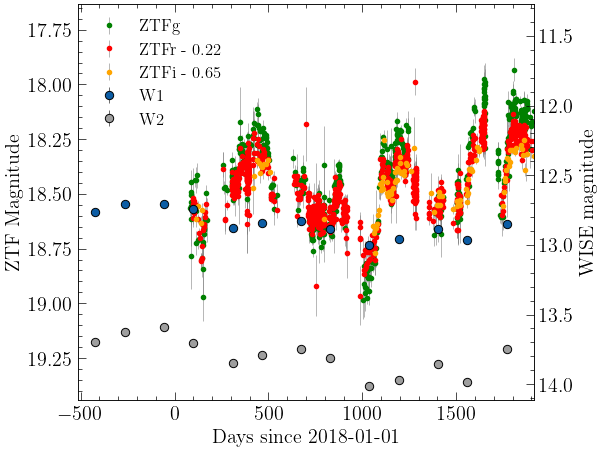 ZTFg
ZTFr - 0.22
ZTFi - 0.65
W1
W2
17.75
18.00
18.25
18.50
18.75
19.00
19.25
ZTF Magnitude
11.5
12.0
12.5
13.0
13.5
14.0
WISE magnitude
−500
0
500
1000
1500
Days since 2018-01-01